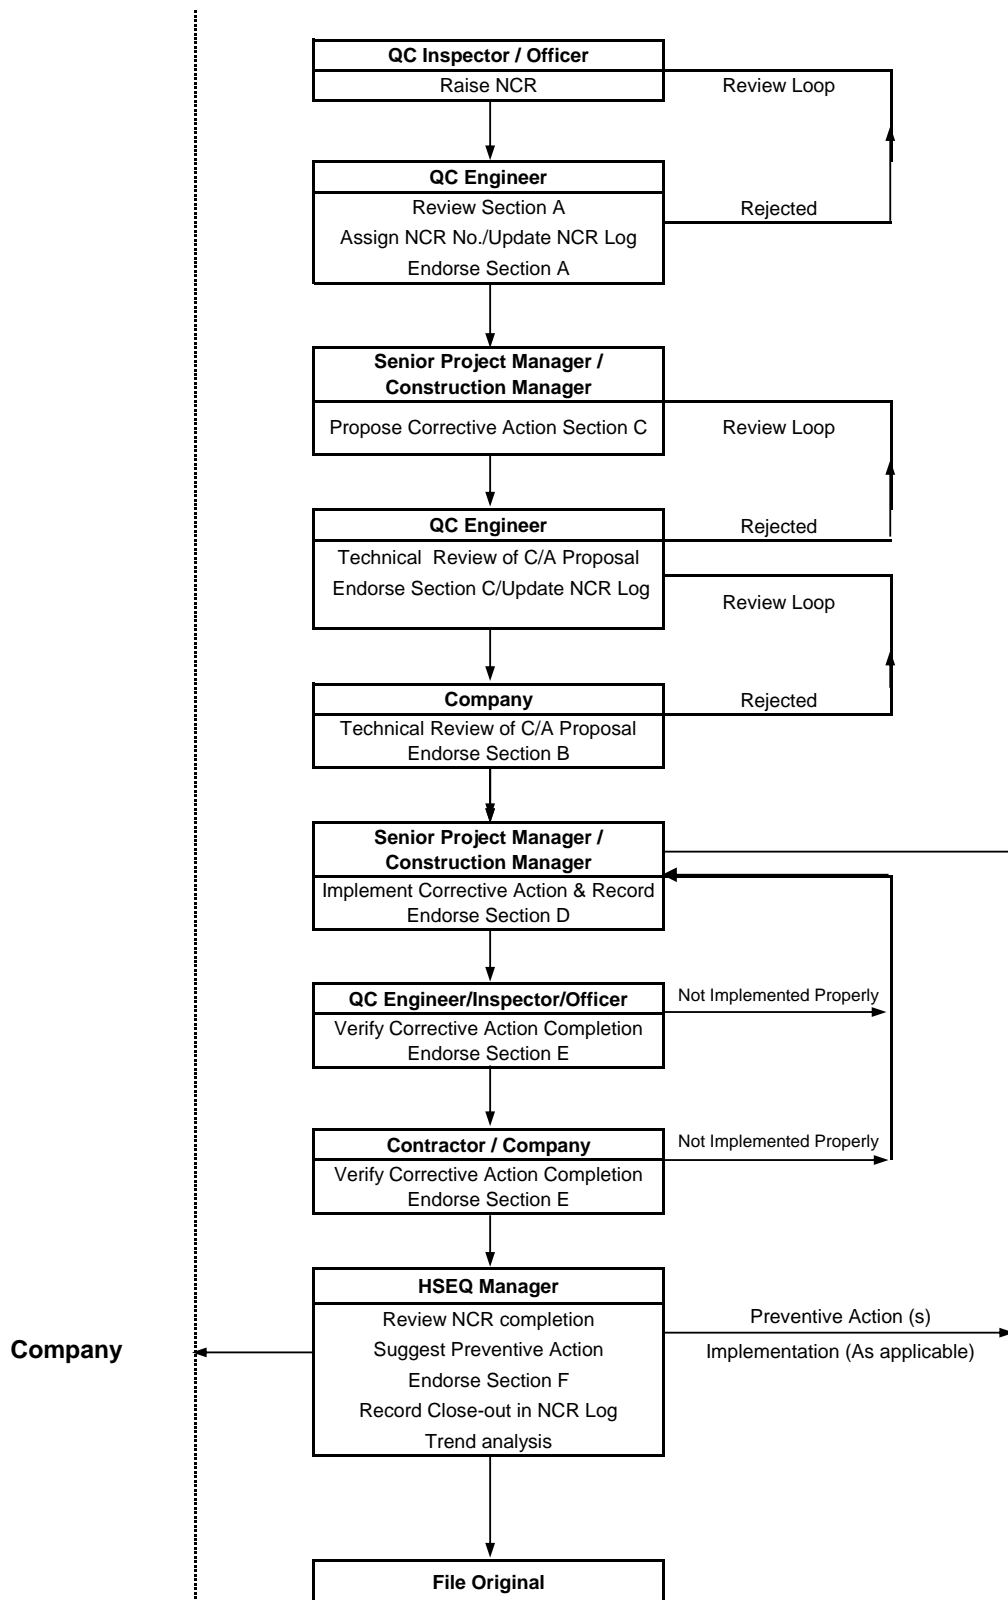 QC Inspector / Officer
Raise NCR
Review Loop
QC Engineer
Review Section A
Assign NCR No./Update NCR Log
Endorse Section A
Rejected
Senior Project Manager /
Construction Manager
Propose Corrective Action Section C
Review Loop
QC Engineer
Rejected
Technical Review of C/A Proposal
Endorse Section C/Update NCR Log
Review Loop
Company
Rejected
Technical Review of C/A Proposal
Endorse Section B
Senior Project Manager /
Construction Manager
Implement Corrective Action & Record
Endorse Section D
QC Engineer/Inspector/Officer
Not Implemented Properly
Verify Corrective Action Completion
Endorse Section E
Contractor / Company
Not Implemented Properly
Verify Corrective Action Completion
Endorse Section E
HSEQ Manager
Review NCR completion
Suggest Preventive Action
Endorse Section F
Record Close-out in NCR Log
Trend analysis
Preventive Action (s)
Implementation (As applicable)
Company
File Original